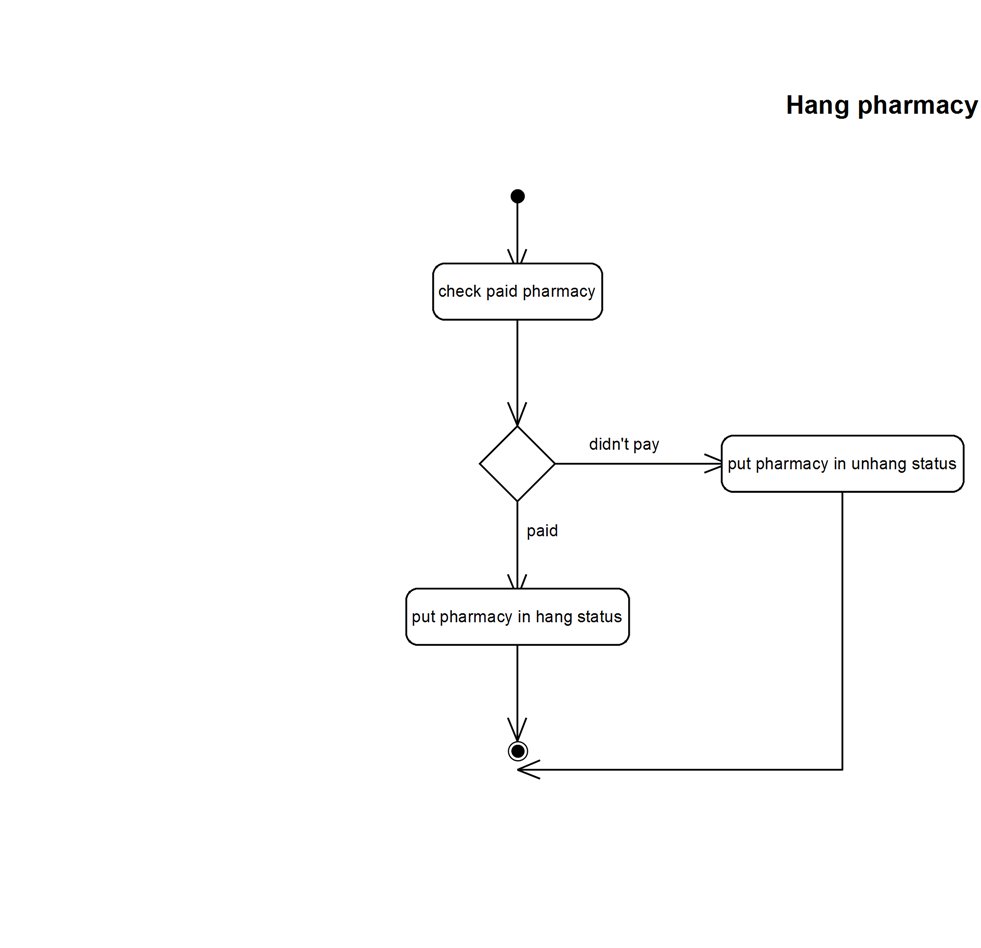 Hang pharmacy
check paid pharmacy
didn't pay
put pharmacy in unhang status
paid
put pharmacy in hang status